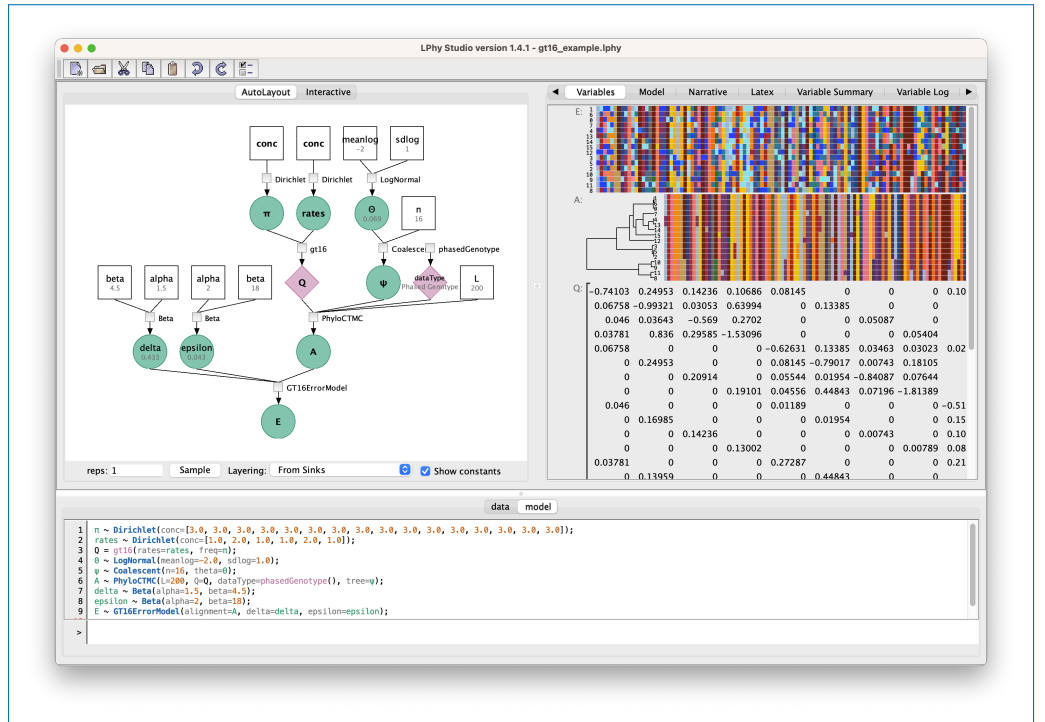 LPhy Studio version 1.4.1 - gt16_example.lphy
AutoLayout Interactive
conc conc meanlog sdlog
-2 1
Dirichlet Dirichlet LogNormal
π rates Θ n
0.069 16
gt16 phasedGenotype
beta alpha alpha beta Q ψ dataType L
4.5 1.5 2 18 Phased Genotype 200
Beta Beta PhyloCTMC
delta epsilon A
0.433 0.043
GT16ErrorModel
E
reps: 1 Sample Layering: From Sinks Show constants
Variables Model Narrative Latex Variable Summary Variable Log
E:
A:
Q:
-0.74103 0.24953 0.14236 0.10686 0.08145 0 0 0 0.10
0.06758 -0.99321 0.03053 0.63994 0 0.13385 0 0
0.046 0.03643 -0.569 0.2702 0 0 0.05087 0
0.03781 0.836 0.29585 -1.53096 0 0 0 0.05404
0.06758 0 0 0 -0.62631 0.13385 0.03463 0.03023 0.02
0 0.24953 0 0 0.08145 -0.79017 0.00743 0.18105
0 0 0.20914 0 0.05544 0.01954 -0.84087 0.07644
0 0 0 0.19101 0.04556 0.44843 0.07196 -1.81389
0.046 0 0 0 0.01189 0 0 0 -0.51
0 0.16985 0 0 0 0.01954 0 0 0.15
0 0 0.14236 0 0 0 0.00743 0 0.10
0 0 0 0.13002 0 0 0 0.00789 0.08
0.03781 0 0 0 0.27287 0 0 0 0.21
0 0.13959 0 0 0 0.44843 0 0
data model
1 π ~ Dirichlet(conc=[3.0, 3.0, 3.0, 3.0, 3.0, 3.0, 3.0, 3.0, 3.0, 3.0, 3.0, 3.0, 3.0, 3.0, 3.0, 3.0]);
2 rates ~ Dirichlet(conc=[1.0, 2.0, 1.0, 1.0, 2.0, 1.0]);
3 Q = gt16(rates=rates, freq=π);
4 Θ ~ LogNormal(meanlog=-2.0, sdlog=1.0);
5 ψ ~ Coalescent(n=16, theta=Θ);
6 A ~ PhyloCTMC(L=200, Q=Q, dataType=phasedGenotype(), tree=ψ);
7 delta ~ Beta(alpha=1.5, beta=4.5);
8 epsilon ~ Beta(alpha=2, beta=18);
9 E ~ GT16ErrorModel(alignment=A, delta=delta, epsilon=epsilon);
>